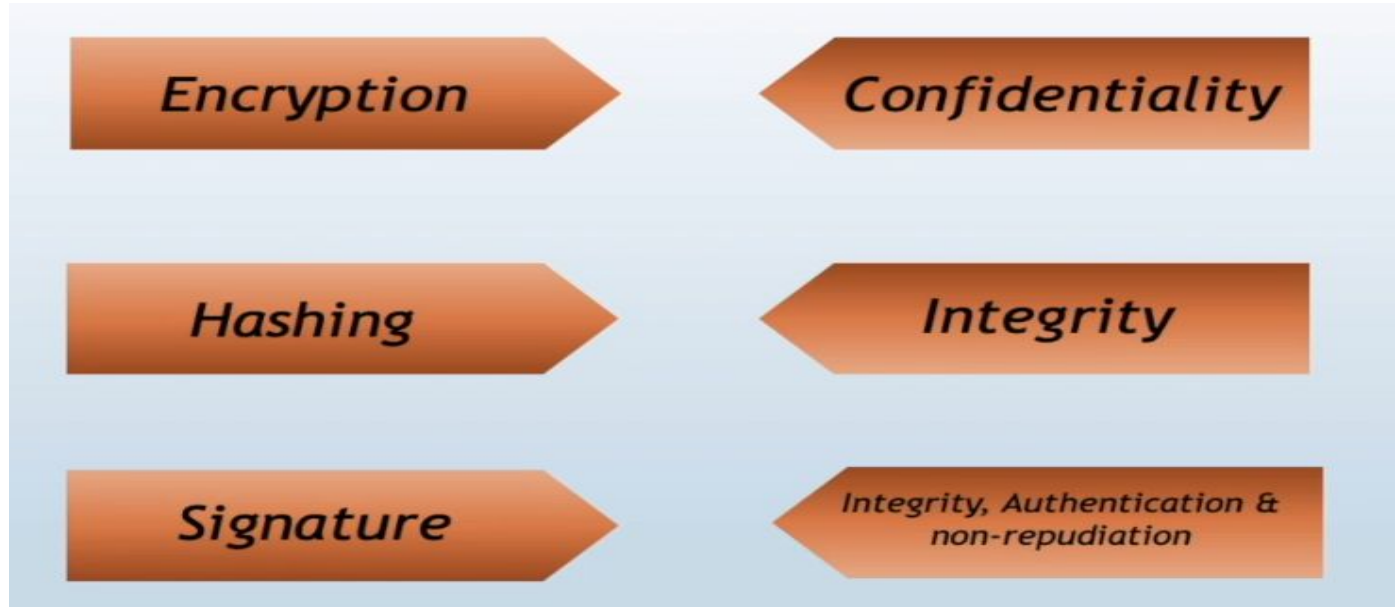 Encryption
Confidentiality
Hashing
Integrity
Signature
Integrity, Authentication &
non-repudiation